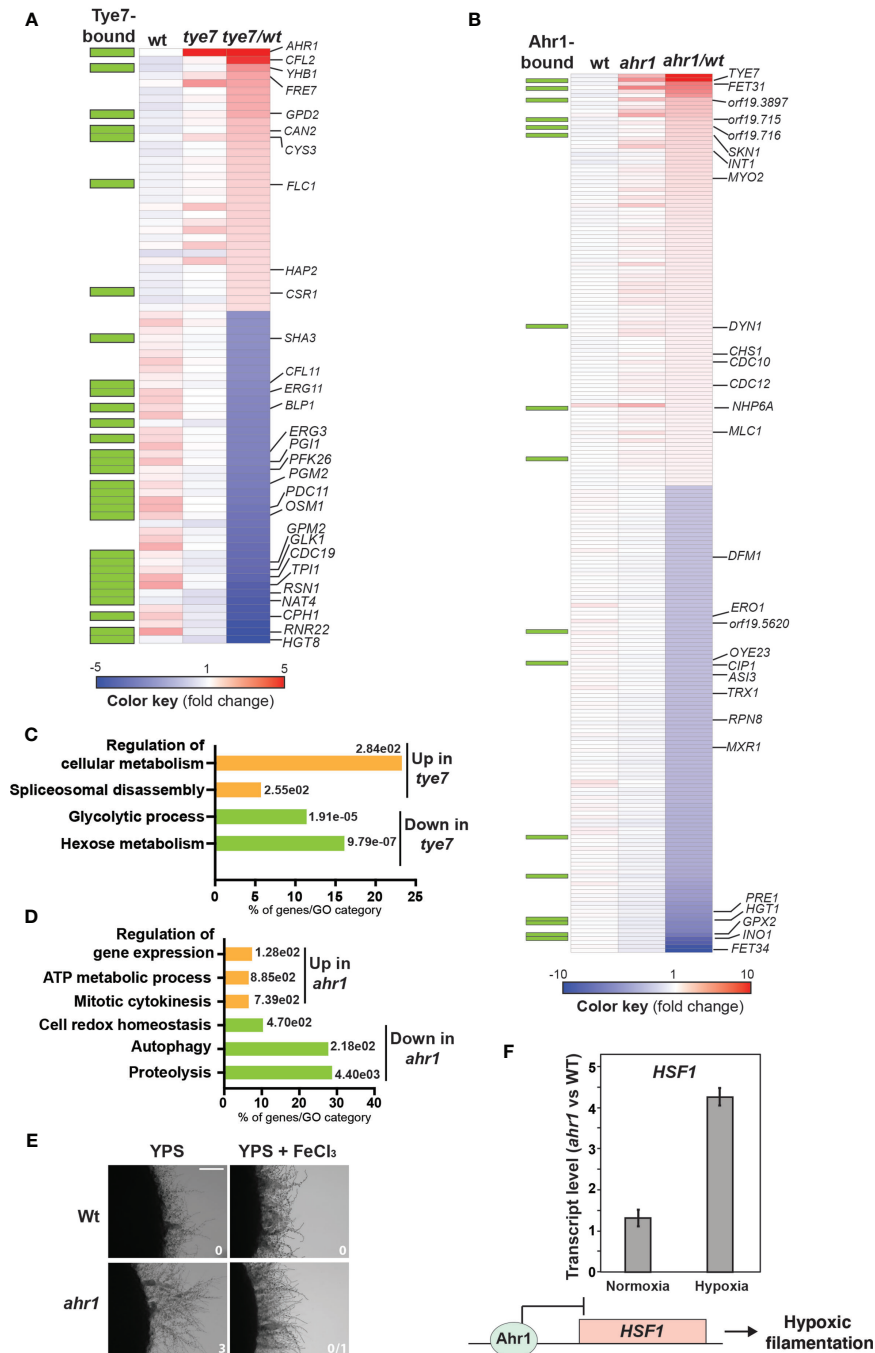 A
Tye7-
bound
wt
tye7
tye7/wt
AHR1
CFL2
YHB1
FRE7
GPD2
CAN2
CYS3
FLC1
HAP2
CSR1
SHA3
CFL11
ERG11
BLP1
ERG3
PGI1
PFK26
PGM2
PDC11
OSM1
GPM2
GLK1
CDC19
TPI1
RSN1
NAT4
CPH1
RNR22
HGT8
-5
1
5
Color key (fold change)
B
Ahr1-
bound
wt
ahr1
ahr1/wt
TYE7
FET31
orf19.3897
orf19.715
orf19.716
SKN1
INT1
MYO2
DYN1
CHS1
CDC10
CDC12
NHP6A
MLC1
DFM1
ERO1
orf19.5620
OYE23
CIP1
ASI3
TRX1
RPN8
MXR1
PRE1
HGT1
GPX2
INO1
FET34
-10
1
10
Color key (fold change)
C
Regulation of
cellular metabolism
2.84e02
Spliceosomal disassembly
2.55e02
Up in
tye7
Glycolytic process
1.91e-05
Hexose metabolism
9.79e-07
Down in
tye7
0 5 10 15 20 25
% of genes/GO category
D
Regulation of
gene expression
1.28e02
ATP metabolic process
8.85e02
Mitotic cytokinesis
7.39e02
Up in
ahr1
Cell redox homeostasis
4.70e02
Autophagy
2.18e02
Proteolysis
4.40e03
Down in
ahr1
0 10 20 30 40
% of genes/GO category
E
YPS
YPS + FeCl₃
Wt
0
0
ahr1
3
0/1
F
HSF1
Transcript level (ahr1 vs WT)
5
4
3
2
1
0
Normoxia
Hypoxia
Ahr1
HSF1
Hypoxic
filamentation